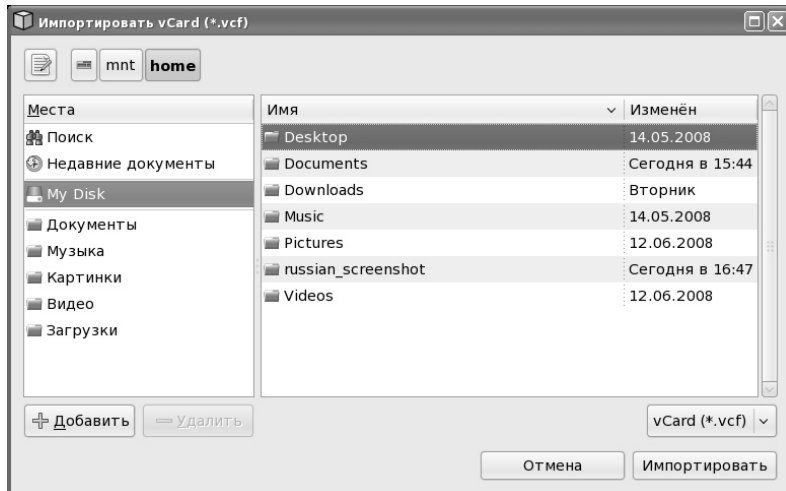 Импортировать vCard (*.vcf)
mnt home
Места
Поиск
Недавние документы
My Disk
Документы
Музыка
Картинки
Видео
Загрузки
Имя Изменён
Desktop 14.05.2008
Documents Сегодня в 15:44
Downloads Вторник
Music 14.05.2008
Pictures 12.06.2008
russian_screenshot Сегодня в 16:47
Videos 12.06.2008
Добавить Удалить vCard (*.vcf)
Отмена Импортировать